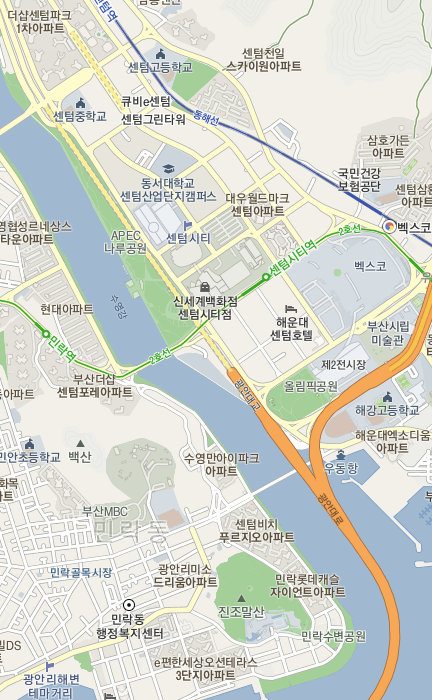 더샵센텀파크
1차아파트
센텀역
센텀고등학교
센텀천일
스카이원아파트
큐비e센텀
센텀그린타워
센텀중학교
동해선
삼호가든
아파트
국민건강
보험공단
동서대학교
센텀산업단지캠퍼스
대우월드마크
센텀아파트
센텀삼환
아파트
APEC
나루공원
센텀시티
2호선
벡스코
센텀시티역
벡스코
수영강
신세계백화점
센텀시티점
현대아파트
해운대
센텀호텔
부산시립
미술관
민락역
2호선
제2전시장
부산더샵
센텀포레아파트
광안대교
올림픽공원
해강고등학교
해운대엑소디움
아파트
백산
수영만아이파크
아파트
우동항
광안대로
부산MBC
민락동
센텀비치
푸르지오아파트
민락골목시장
광안리미소
드리움아파트
민락롯데캐슬
자이언트아파트
민락동
행정복지센터
진조말산
민락수변공원
e편한세상오션테라스
3단지아파트
광안리해변
테마거리